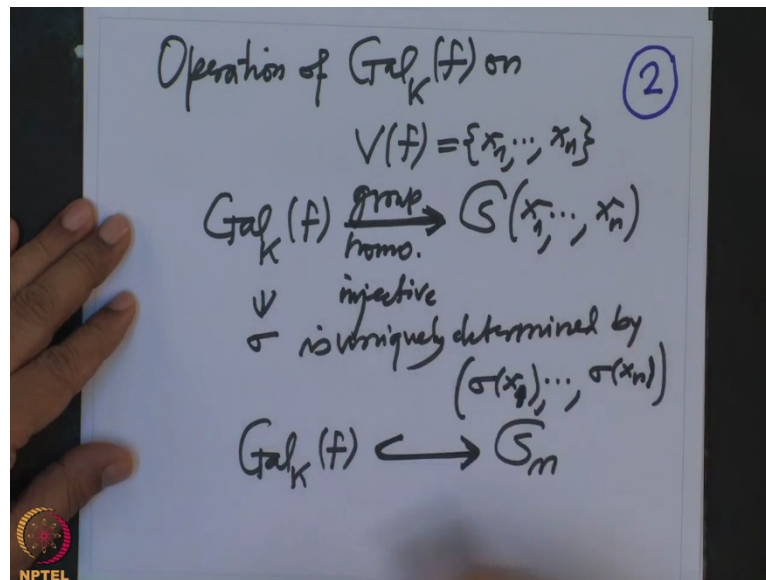 Operation of Gal_K(f) on
2
V(f) = {x_1, ..., x_n}
Gal_K(f) group homo. → S(x_1, ..., x_n)
ψ injective
σ is uniquely determined by
(σ(x_1), ..., σ(x_n))
Gal_K(f) ↪ S_n
NPTEL